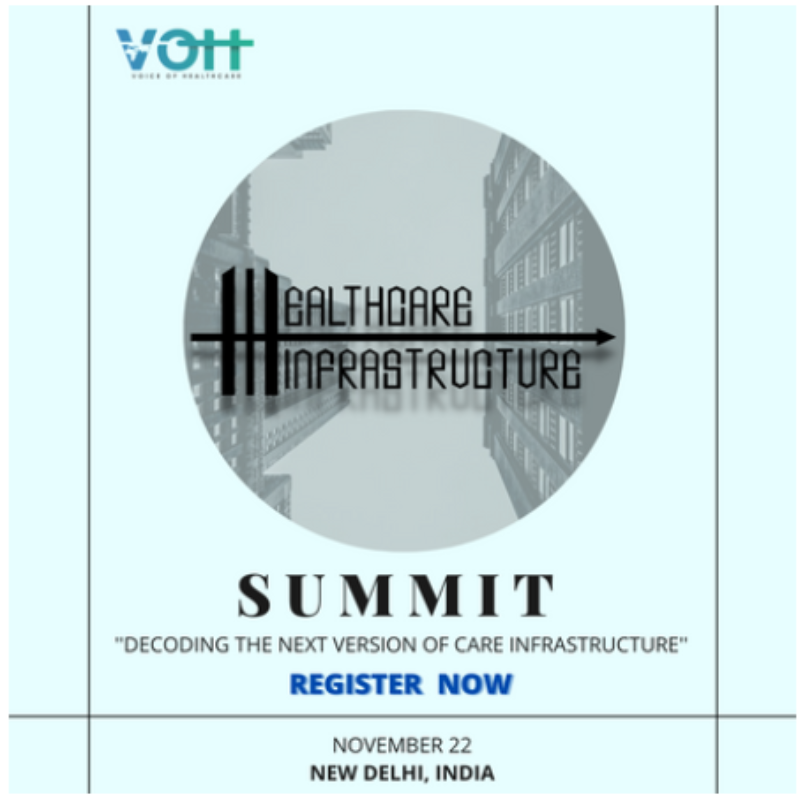 VOH
VOICE OF HEALTHCARE
HEALTHCARE
INFRASTRUCTURE
SUMMIT
"DECODING THE NEXT VERSION OF CARE INFRASTRUCTURE"
REGISTER NOW
NOVEMBER 22
NEW DELHI, INDIA